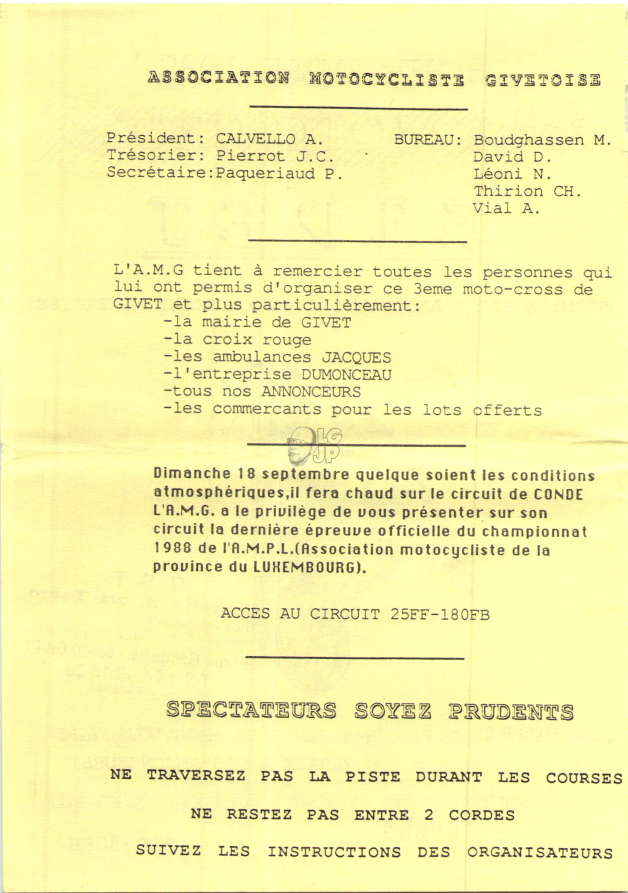 ASSOCIATION MOTOCYCLISTE GIVETOISE
Président: CALVELLO A.
Trésorier: Pierrot J.C.
Secrétaire:Paqueriaud P.
BUREAU: Boudghassen M.
David D.
Léoni N.
Thirion CH.
Vial A.
L'A.M.G tient à remercier toutes les personnes qui
lui ont permis d'organiser ce 3eme moto-cross de
GIVET et plus particulièrement:
-la mairie de GIVET
-la croix rouge
-les ambulances JACQUES
-l'entreprise DUMONCEAU
-tous nos ANNONCEURS
-les commercants pour les lots offerts
LG
JP
Dimanche 18 septembre quelque soient les conditions
atmosphériques,il fera chaud sur le circuit de CONDE
L'A.M.G. a le privilège de vous présenter sur son
circuit la dernière épreuve officielle du championnat
1988 de l'A.M.P.L.(Association motocycliste de la
province du LUXEMBOURG).
ACCES AU CIRCUIT 25FF-180FB
SPECTATEURS SOYEZ PRUDENTS
NE TRAVERSEZ PAS LA PISTE DURANT LES COURSES
NE RESTEZ PAS ENTRE 2 CORDES
SUIVEZ LES INSTRUCTIONS DES ORGANISATEURS